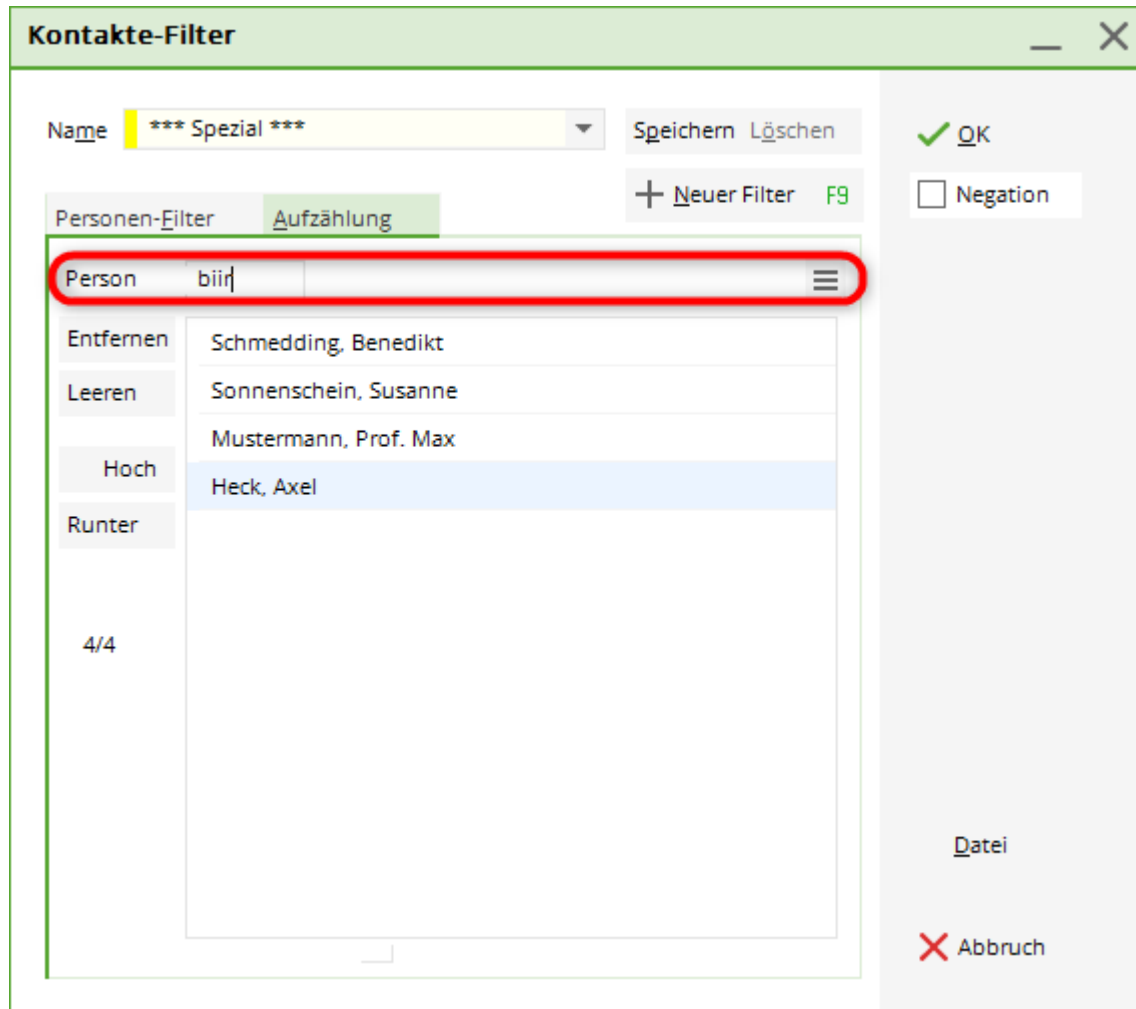 Kontakte-Filter
Name *** Spezial *** Speichern Löschen OK
Neuer Filter F9 Negation
Personen-Filter Aufzählung
Person biir
Entfernen Schmedding, Benedikt
Leeren Sonnenschein, Susanne
Mustermann, Prof. Max
Hoch Heck, Axel
Runter
4/4
Datei
Abbruch